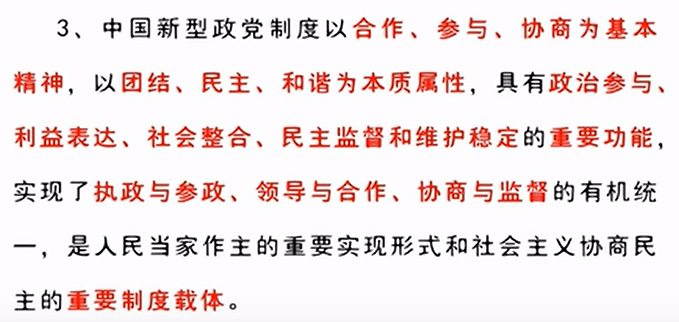 3、中国新型政党制度以合作、参与、协商为基本
精神，以团结、民主、和谐为本质属性，具有政治参与、
利益表达、社会整合、民主监督和维护稳定的重要功能，
实现了执政与参政、领导与合作、协商与监督的有机统
一，是人民当家作主的重要实现形式和社会主义协商民
主的重要制度载体。